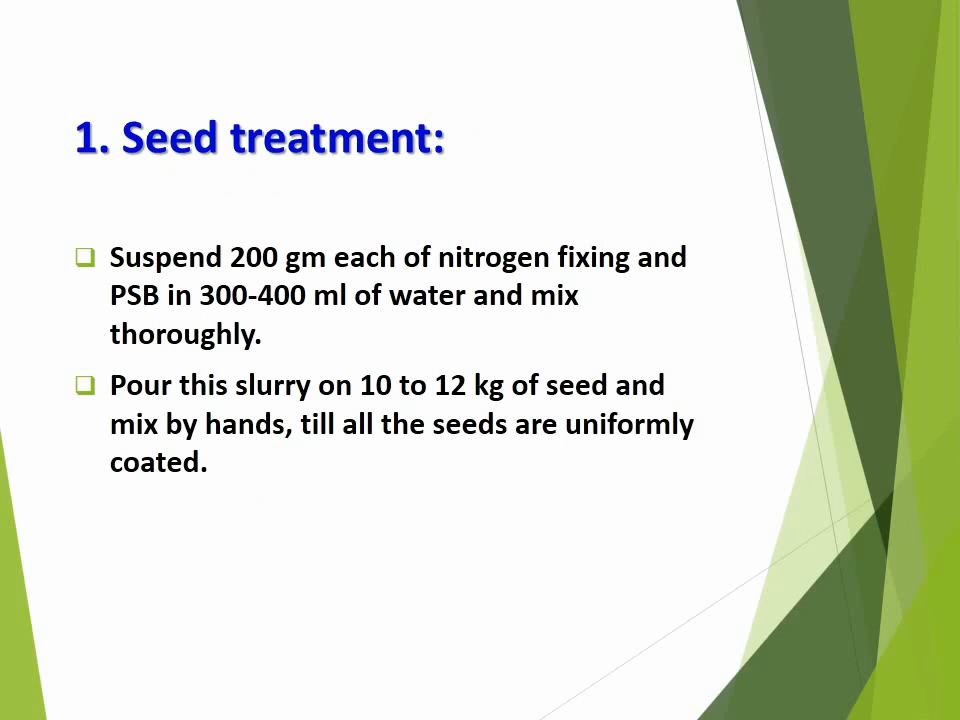 1. Seed treatment:
Suspend 200 gm each of nitrogen fixing and
PSB in 300-400 ml of water and mix
thoroughly.
Pour this slurry on 10 to 12 kg of seed and
mix by hands, till all the seeds are uniformly
coated.